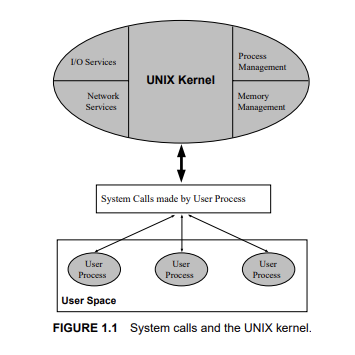 I/O Services
Network
Services
UNIX Kernel
Process
Management
Memory
Management
System Calls made by User Process
User
Process
User
Process
User
Process
User Space
FIGURE 1.1 System calls and the UNIX kernel.